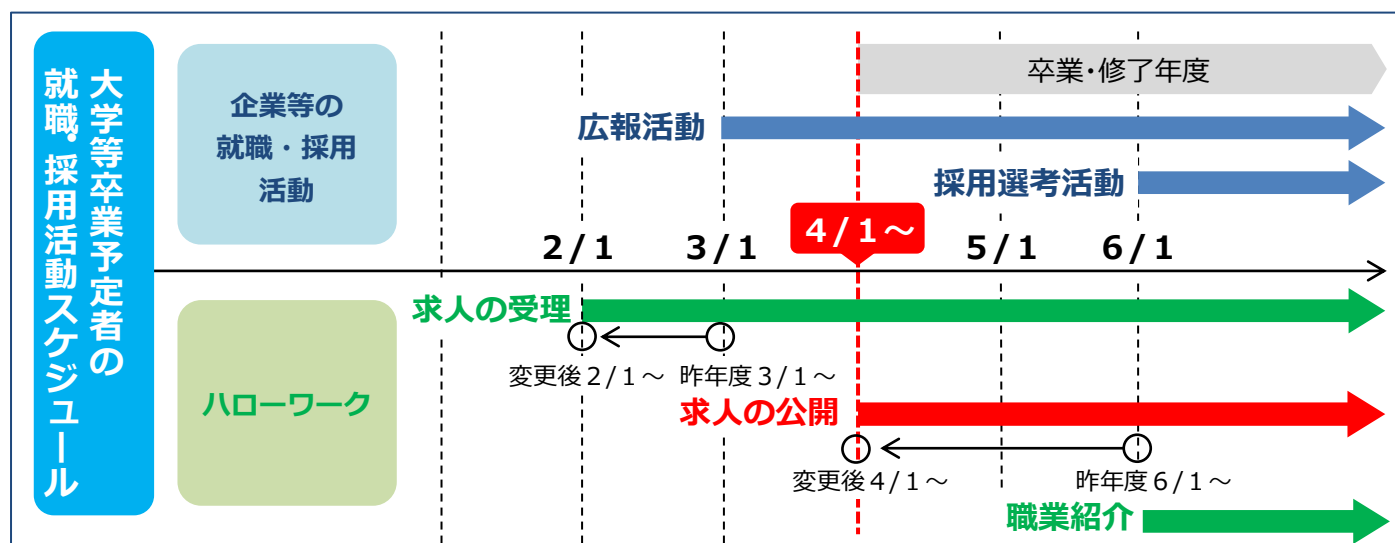 大学等卒業予定者の
就職・採用活動スケジュール
企業等の
就職・採用
活動
卒業・修了年度
広報活動
採用選考活動
2/1
3/1
4/1～
5/1
6/1
ハローワーク
求人の受理
変更後2/1～
昨年度3/1～
求人の公開
変更後4/1～
昨年度6/1～
職業紹介